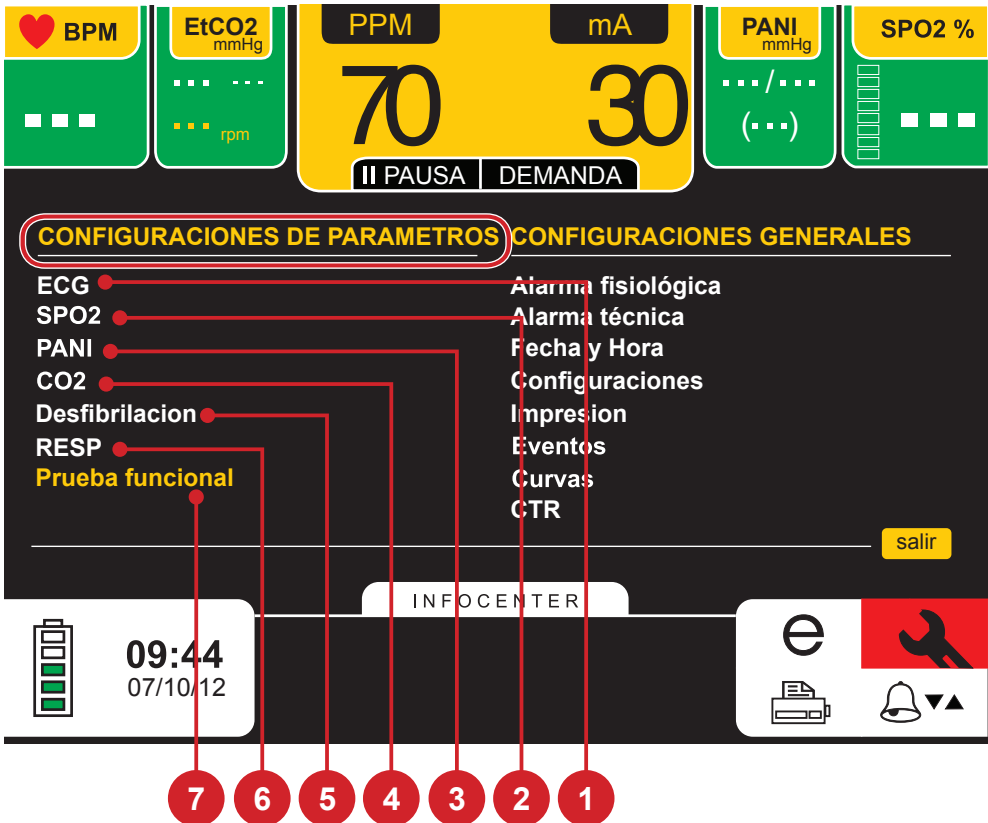 BPM
EtCO2
mmHg
rpm
PPM
mA
70
30
PAUSA
DEMANDA
PANI
mmHg
/
( )
SPO2 %
CONFIGURACIONES DE PARAMETROS
ECG
SPO2
PANI
CO2
Desfibrilacion
RESP
Prueba funcional
CONFIGURACIONES GENERALES
Alarma fisiológica
Alarma técnica
Fecha y Hora
Configuraciones
Impresion
Eventos
Curvas
CTR
salir
INFOCENTER
09:44
07/10/12
e
7 6 5 4 3 2 1